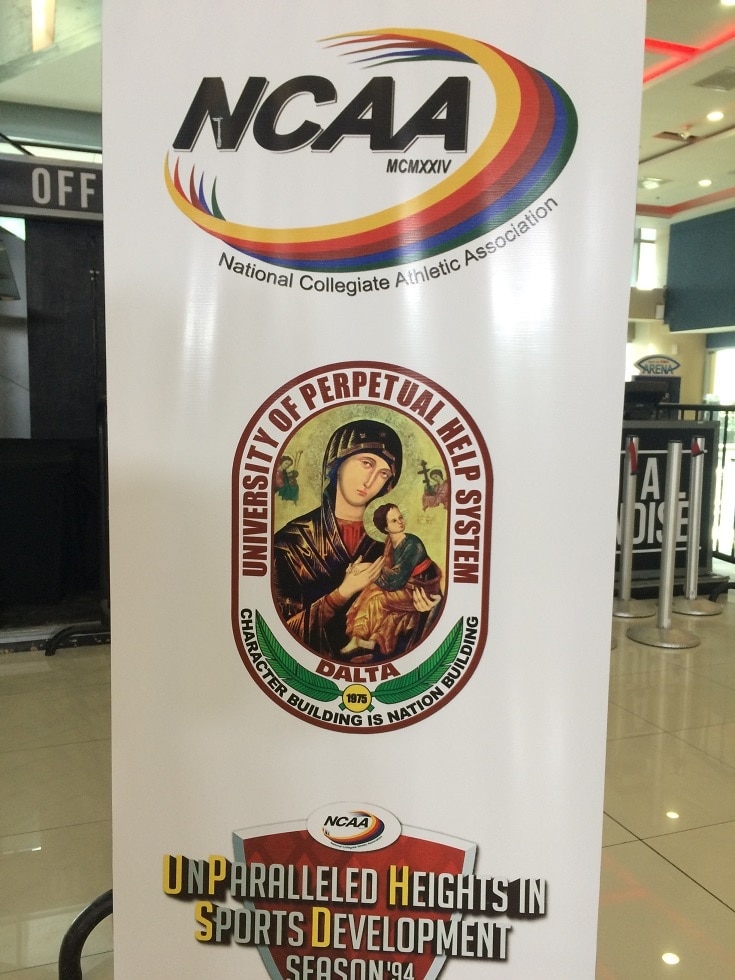 NCAA
MCMXXIV
National Collegiate Athletic Association
OFF
ARENA
UNIVERSITY OF PERPETUAL HELP SYSTEM
DALTA
1975
CHARACTER BUILDING IS NATION BUILDING
NCAA
UNPARALLELED HEIGHTS IN
SPORTS DEVELOPMENT
SEASON '94